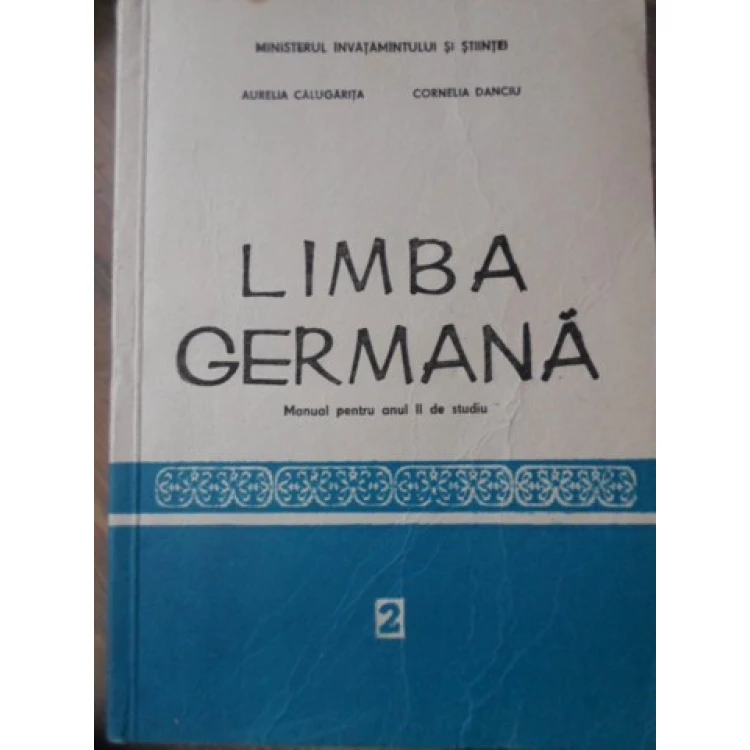 MINISTERUL INVAȚAMINTULUI ȘI ȘTIINȚEI
AURELIA CALUGARIȚA CORNELIA DANCIU
LIMBA
GERMANĂ
Manual pentru anul II de studiu
2